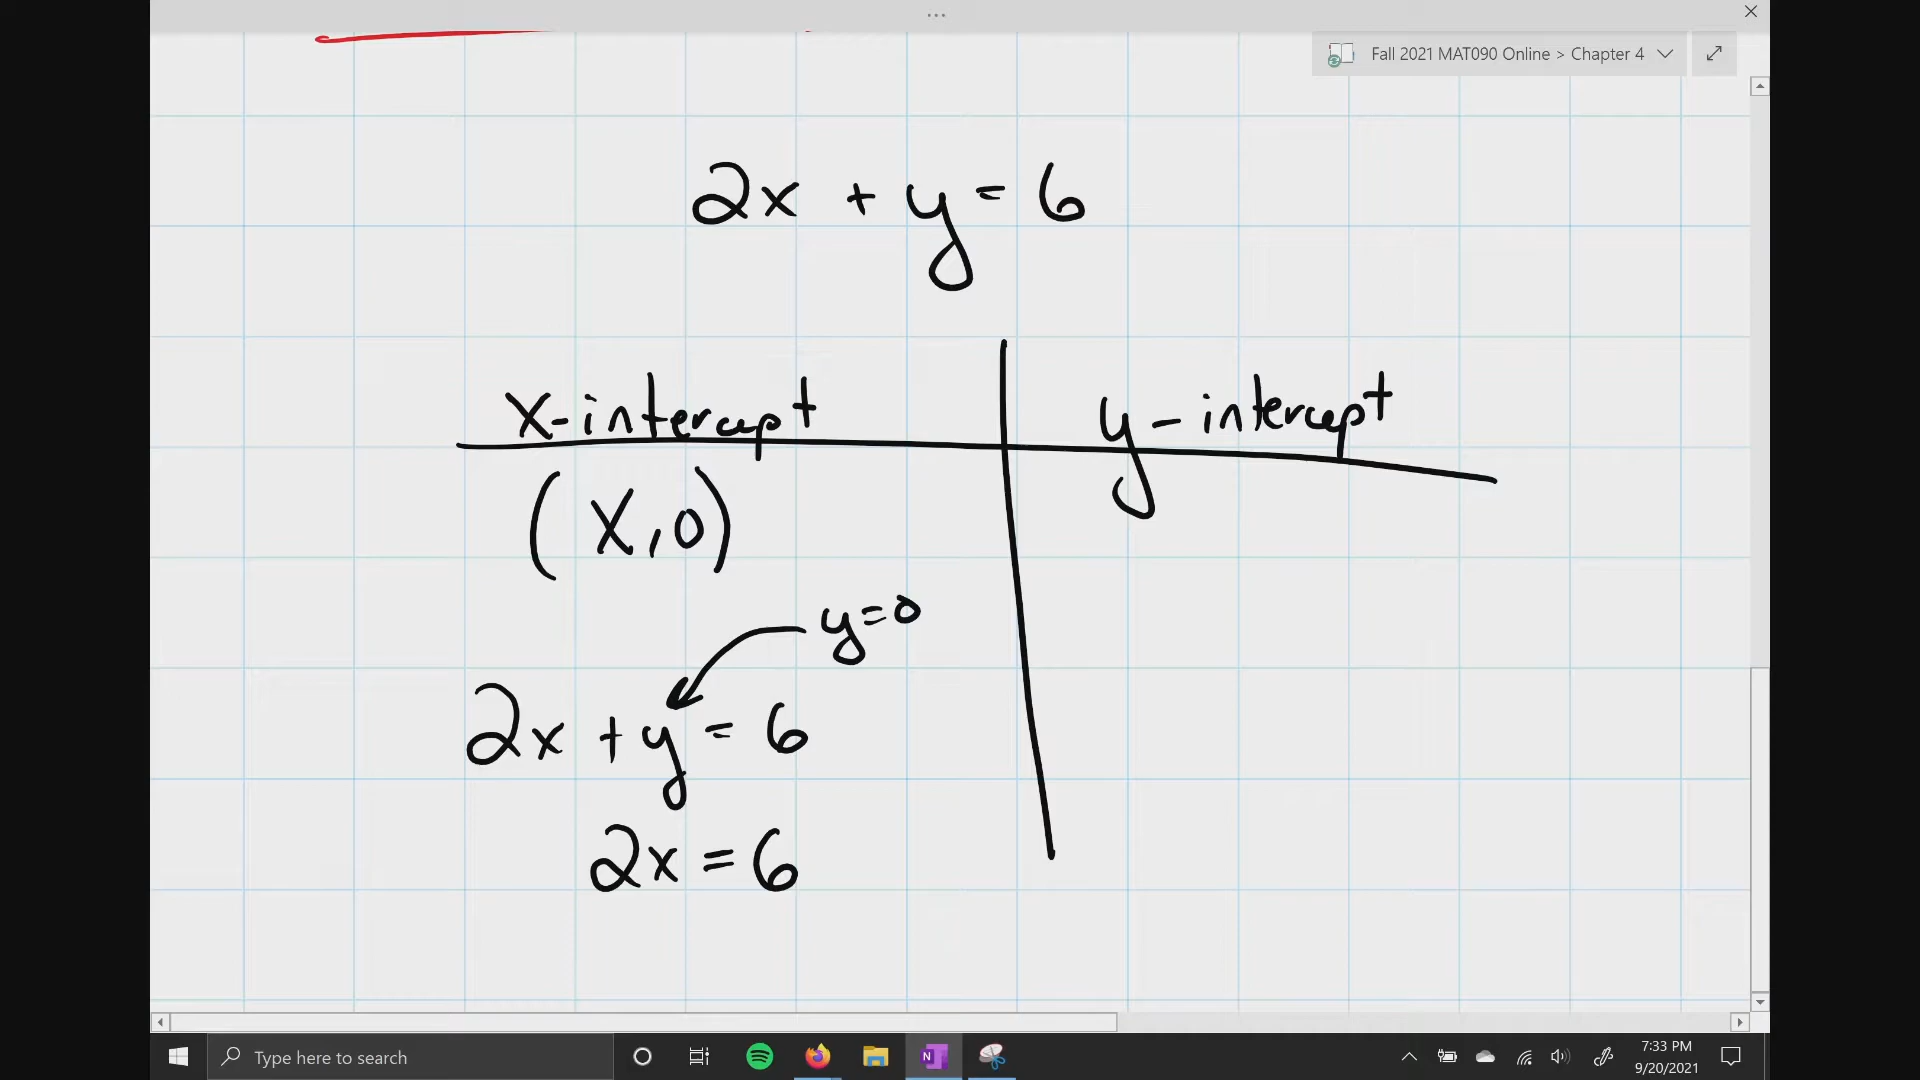 Fall 2021 MAT090 Online > Chapter 4
2x + y = 6
x-intercept
y-intercept
(x,0)
y=0
2x + y = 6
2x = 6
Type here to search
7:33 PM
9/20/2021